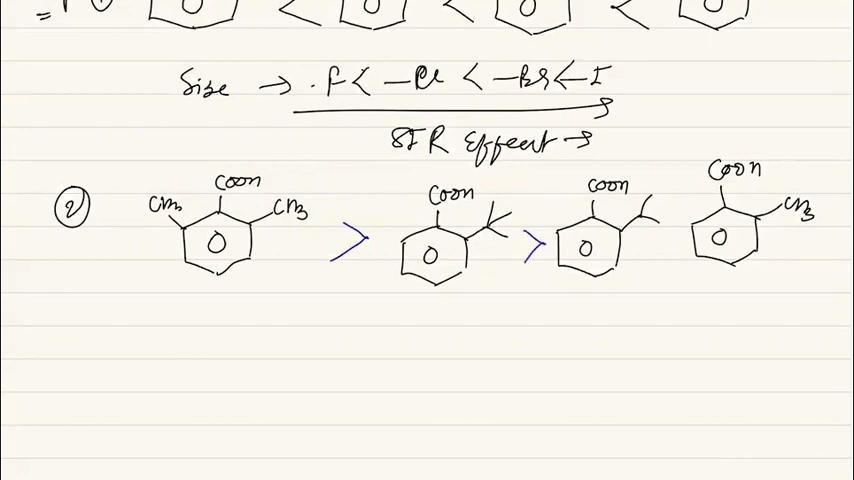 Size → . F < —Cl < —Br < —I
SIR Effect →
② CH3 COOH CH3 > COOH > COOH COOH CH3